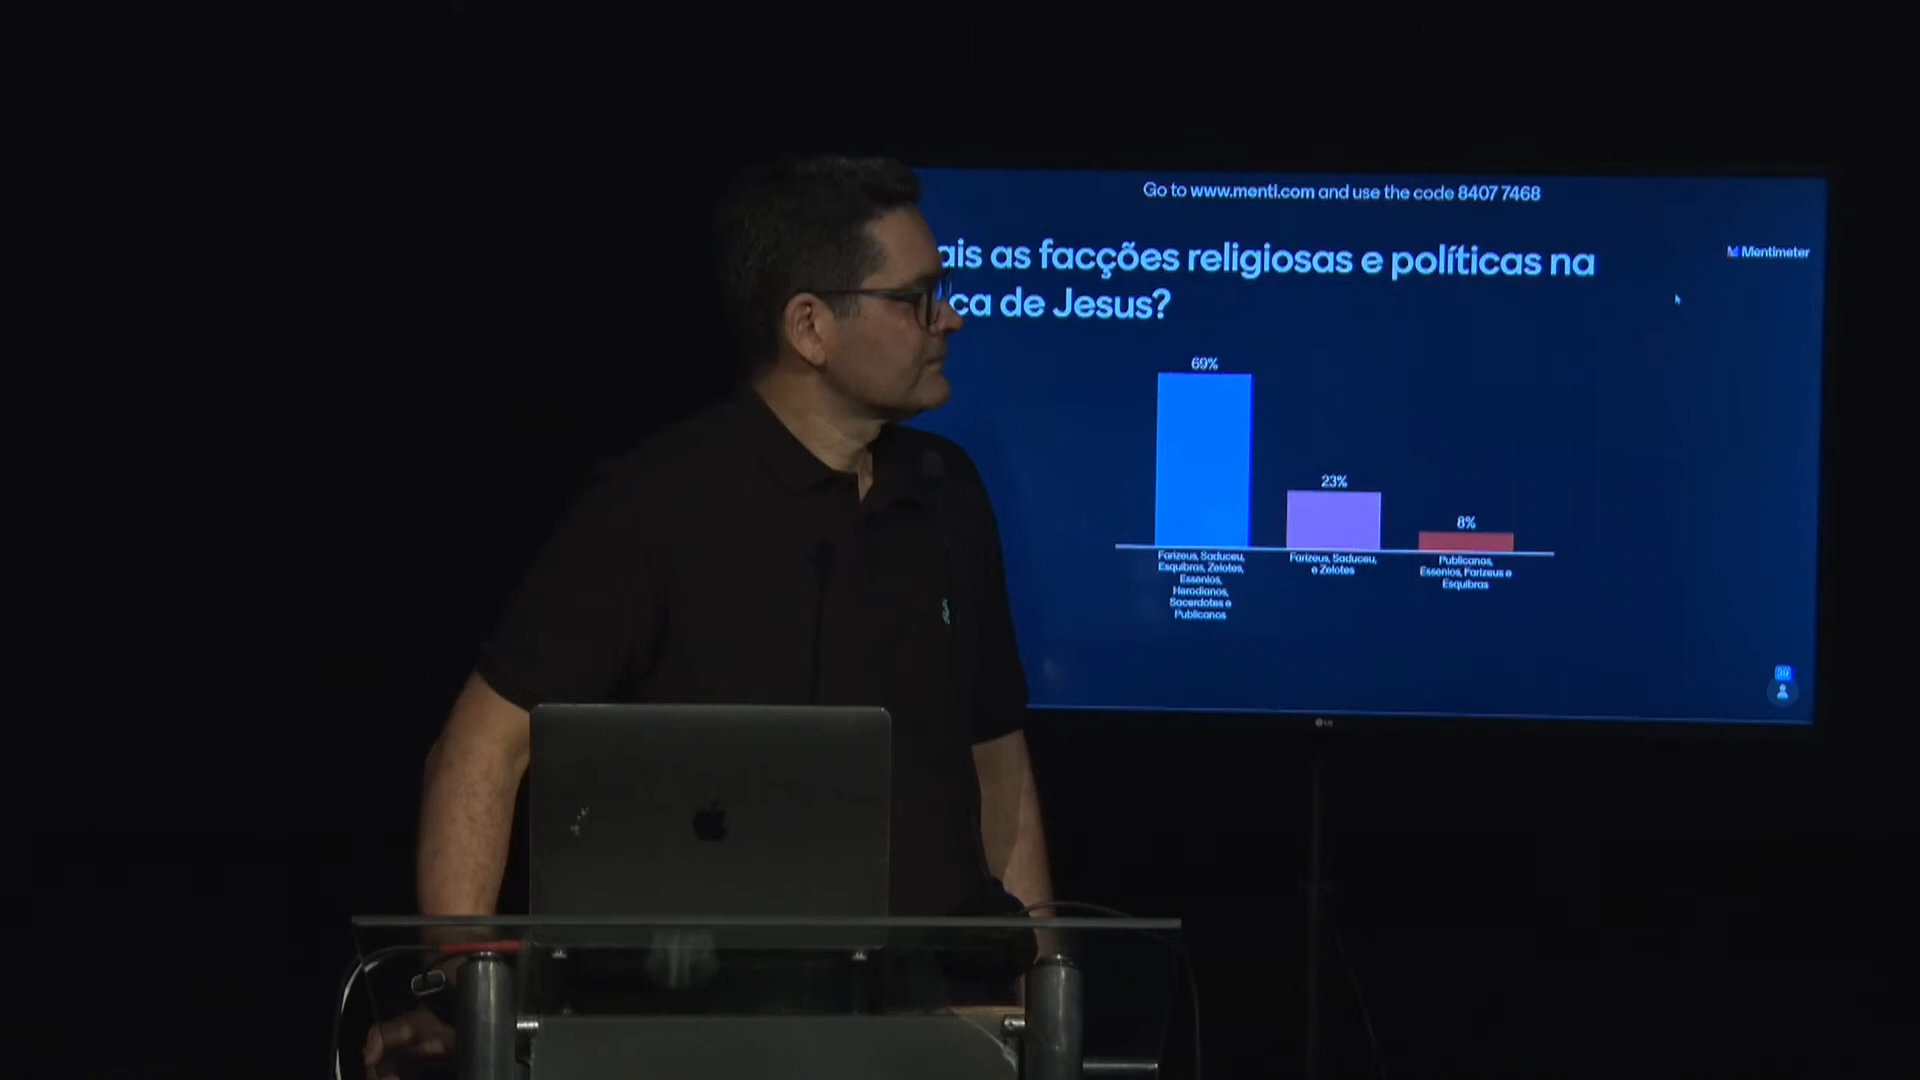 Go to www.menti.com and use the code 8407 7468
ais as facções religiosas e políticas na
ca de Jesus?
Mentimeter
69%
23%
8%
Farizeus, Saduceu,
Esquibras, Zelotes,
Essenios,
Herodianos,
Sacerdotes e
Publicanos
Farizeus, Saduceu,
e Zelotes
Publicanos,
Essenios, Farizeus e
Esquibras
LG